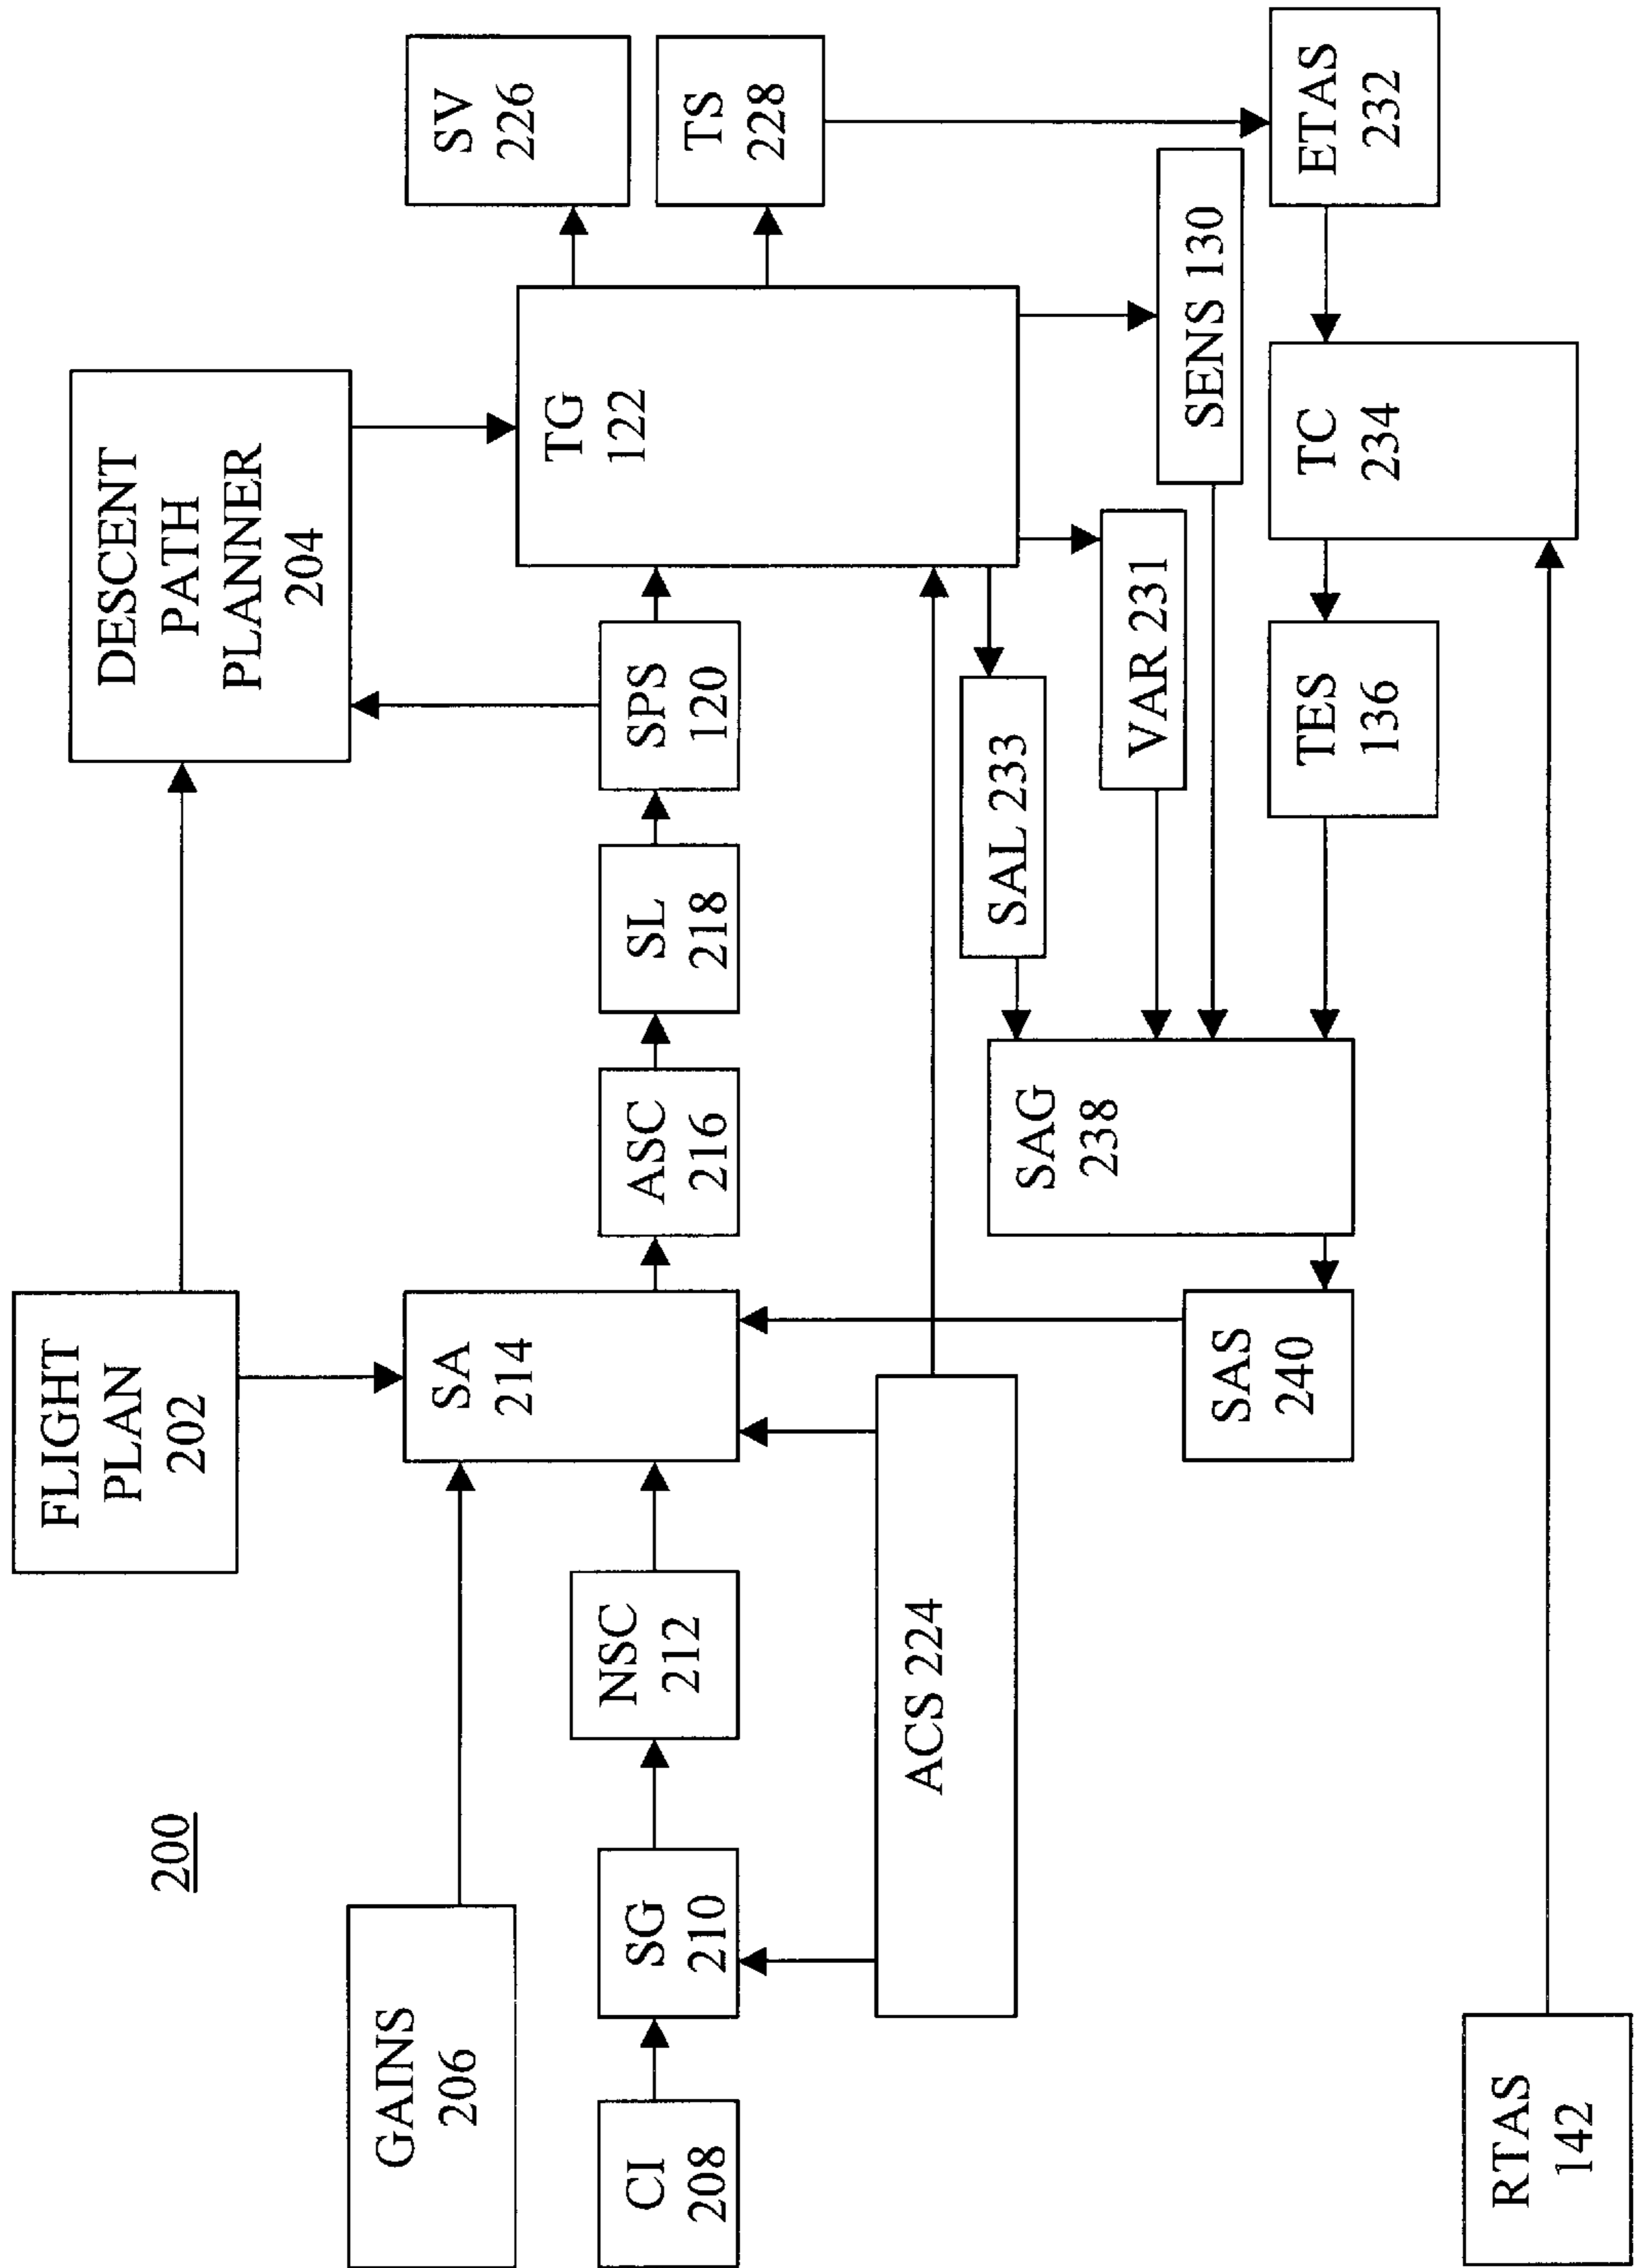 200
FLIGHT
PLAN
202
DESCENT
PATH
PLANNER
204
GAINS
206
CI
208
SG
210
NSC
212
SA
214
ASC
216
SL
218
SPS
120
TG
122
SV
226
TS
228
ACS 224
SAL 233
VAR 231
SENS 130
SAG
238
SAS
240
TES
136
TC
234
ETAS
232
RTAS
142